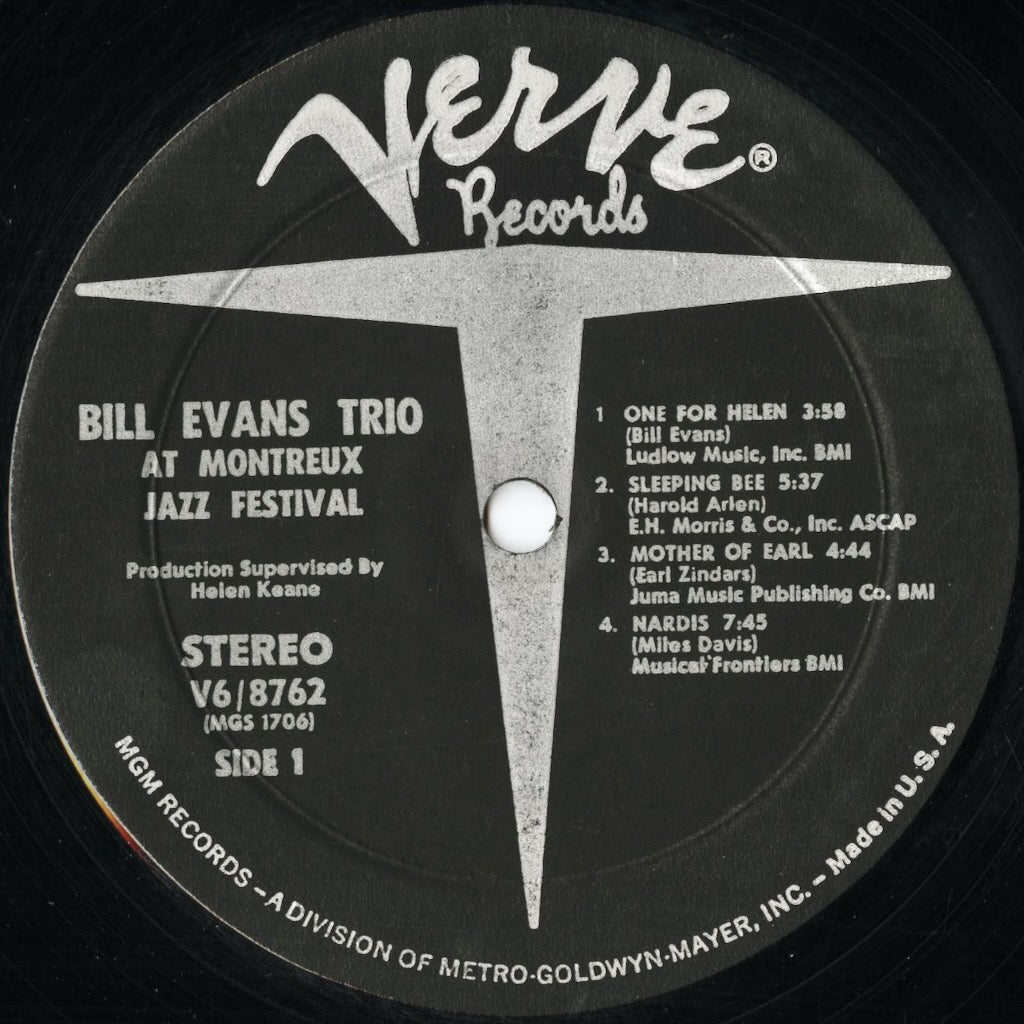 Verve ®
Records
BILL EVANS TRIO
AT MONTREUX
JAZZ FESTIVAL
Production Supervised By
Helen Keane
STEREO
V6/8762
(MGS 1706)
SIDE 1
1 ONE FOR HELEN 3:58
(Bill Evans)
Ludlow Music, Inc. BMI
2. SLEEPING BEE 5:37
(Harold Arlen)
E.H. Morris & Co., Inc. ASCAP
3. MOTHER OF EARL 4:44
(Earl Zindars)
Juma Music Publishing Co. BMI
4. NARDIS 7:45
(Miles Davis)
Musical Frontiers BMI
MGM RECORDS – A DIVISION OF METRO-GOLDWYN-MAYER, INC. – Made in U. S. A.